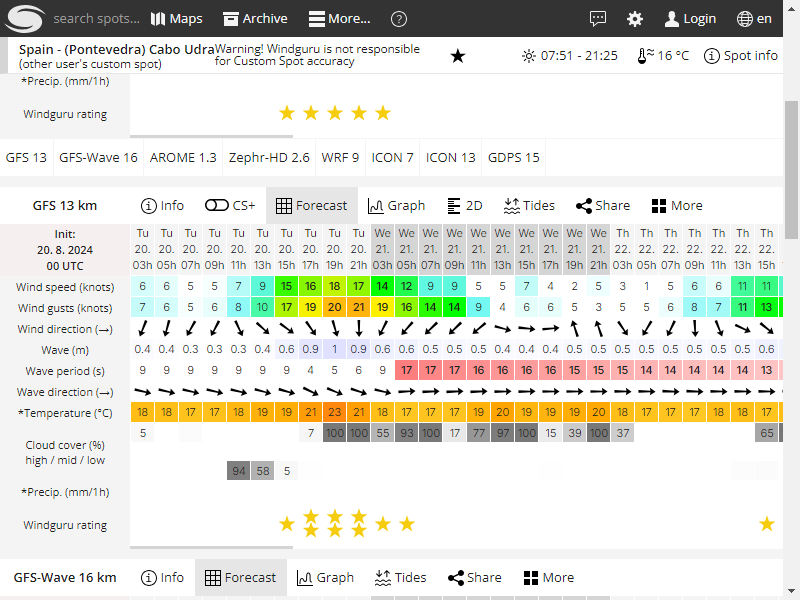 search spots... Maps Archive More... ? Login en
Spain - (Pontevedra) Cabo Udra
(other user's custom spot)
Warning! Windguru is not responsible
for Custom Spot accuracy
07:51 - 21:25 16 °C Spot info
*Precip. (mm/1h)
Windguru rating
GFS 13 GFS-Wave 16 AROME 1.3 Zephr-HD 2.6 WRF 9 ICON 7 ICON 13 GDPS 15
GFS 13 km Info CS+ Forecast Graph 2D Tides Share More
Init:
20. 8. 2024
00 UTC
Tu Tu Tu Tu Tu Tu Tu Tu Tu Tu We We We We We We We We We We Th Th Th Th Th Th Th
20. 20. 20. 20. 20. 20. 20. 20. 20. 20. 21. 21. 21. 21. 21. 21. 21. 21. 21. 21. 22. 22. 22. 22. 22. 22. 22.
03h 05h 07h 09h 11h 13h 15h 17h 19h 21h 03h 05h 07h 09h 11h 13h 15h 17h 19h 21h 03h 05h 07h 09h 11h 13h 15h
Wind speed (knots) 6 6 5 5 7 9 15 16 18 17 14 12 9 9 5 5 7 4 2 5 3 1 5 6 6 11 11
Wind gusts (knots) 7 6 5 6 8 10 17 19 20 21 19 16 14 14 9 4 6 6 5 3 5 5 6 8 7 11 13
Wind direction (→)
Wave (m) 0.4 0.4 0.3 0.3 0.3 0.4 0.6 0.9 1 0.9 0.6 0.6 0.5 0.5 0.5 0.4 0.4 0.4 0.5 0.5 0.5 0.5 0.5 0.5 0.5 0.5 0.6
Wave period (s) 9 9 9 9 9 9 9 4 5 6 9 17 17 17 16 16 16 16 15 15 15 14 14 14 14 14 13
Wave direction (→)
*Temperature (°C) 18 18 17 17 18 19 19 21 23 21 18 17 17 17 19 20 19 19 19 20 18 17 17 17 18 18 17
Cloud cover (%)
high / mid / low
5 7 100 100 55 93 100 17 77 97 100 15 39 100 37 65
94 58 5
*Precip. (mm/1h)
Windguru rating
GFS-Wave 16 km Info Forecast Graph Tides Share More